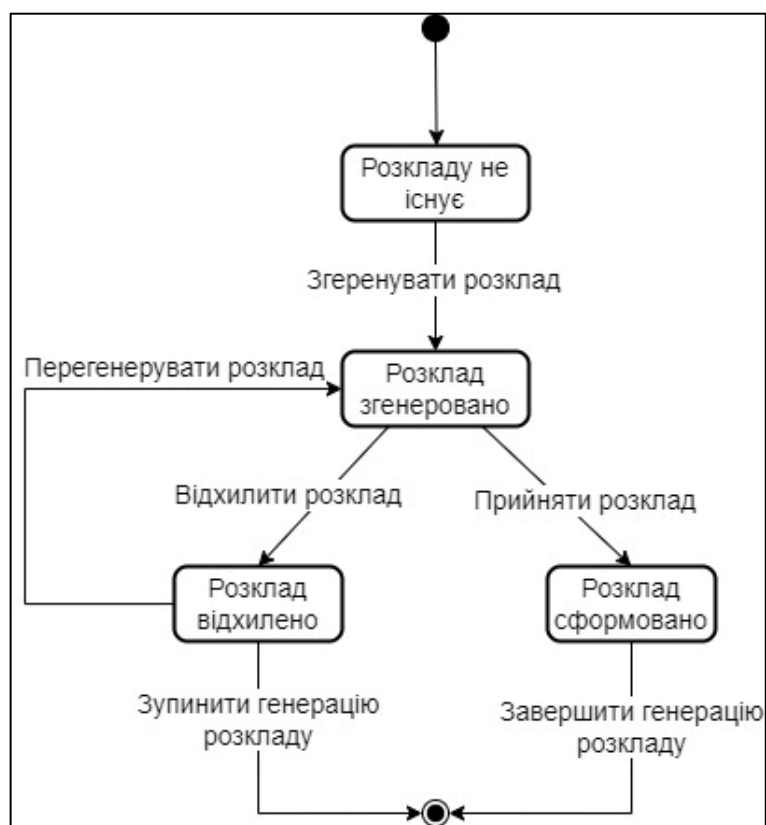 Розкладу не
існує
Згеренувати розклад
Перегенерувати розклад
Розклад
згенеровано
Відхилити розклад
Прийняти розклад
Розклад
відхилено
Розклад
сформовано
Зупинити генерацію
розкладу
Завершити генерацію
розкладу